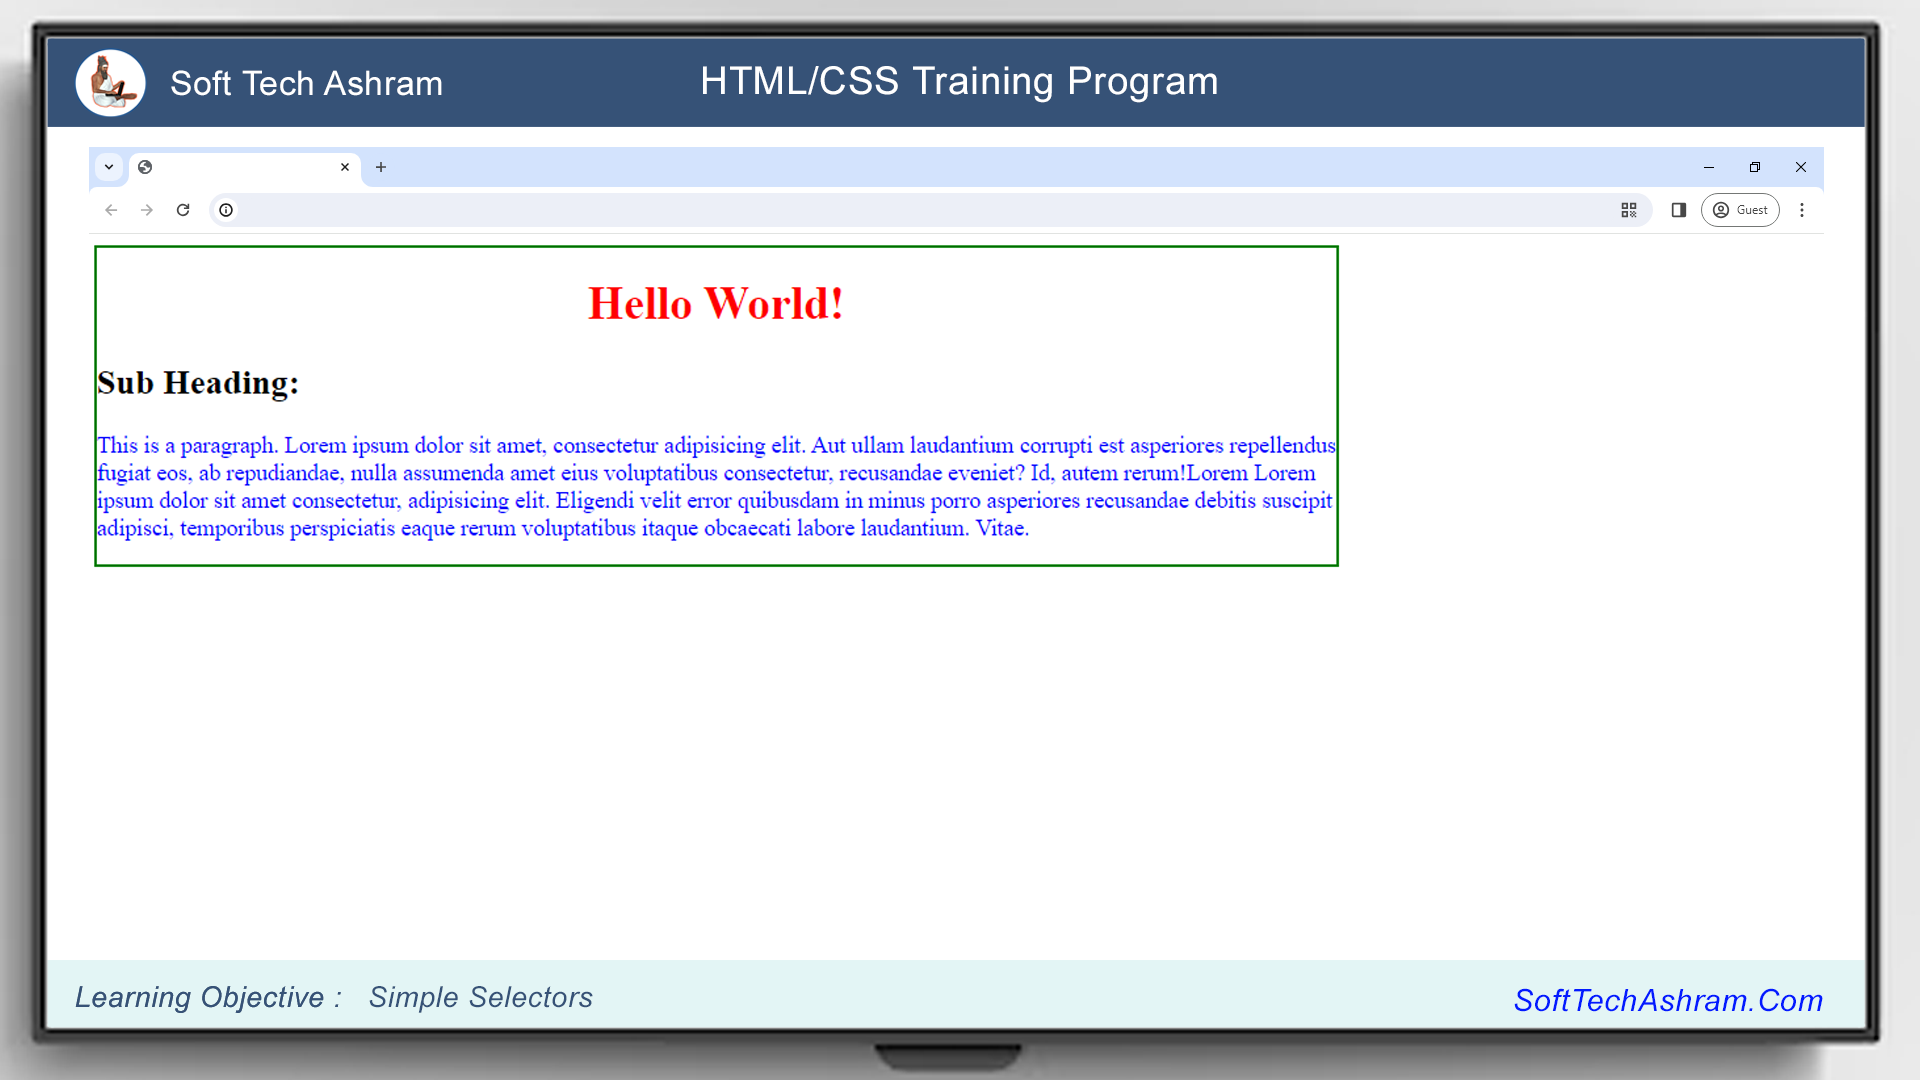 Soft Tech Ashram
HTML/CSS Training Program
Guest
Hello World!
Sub Heading:
This is a paragraph. Lorem ipsum dolor sit amet, consectetur adipisicing elit. Aut ullam laudantium corrupti est asperiores repellendus
fugiat eos, ab repudiandae, nulla assumenda amet eius voluptatibus consectetur, recusandae eveniet? Id, autem rerum!Lorem Lorem
ipsum dolor sit amet consectetur, adipisicing elit. Eligendi velit error quibusdam in minus porro asperiores recusandae debitis suscipit
adipisci, temporibus perspiciatis eaque rerum voluptatibus itaque obcaecati labore laudantium. Vitae.
Learning Objective : Simple Selectors
SoftTechAshram.Com